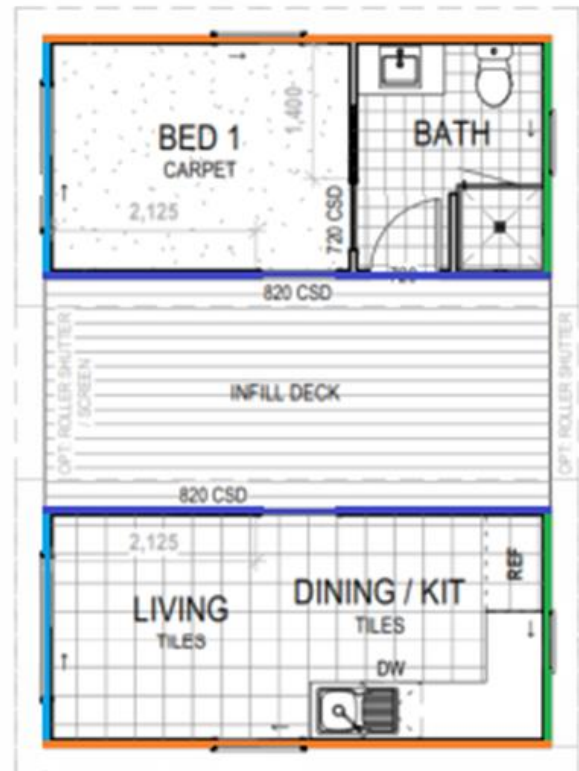 BED 1
CARPET
1,400
BATH
2,125
720 CSD
720
820 CSD
OPT. ROLLER SHUTTER
/ SCREEN
INFILL DECK
OPT. ROLLER SHUTTER
820 CSD
2,125
REF
LIVING
TILES
DINING / KIT
TILES
DW